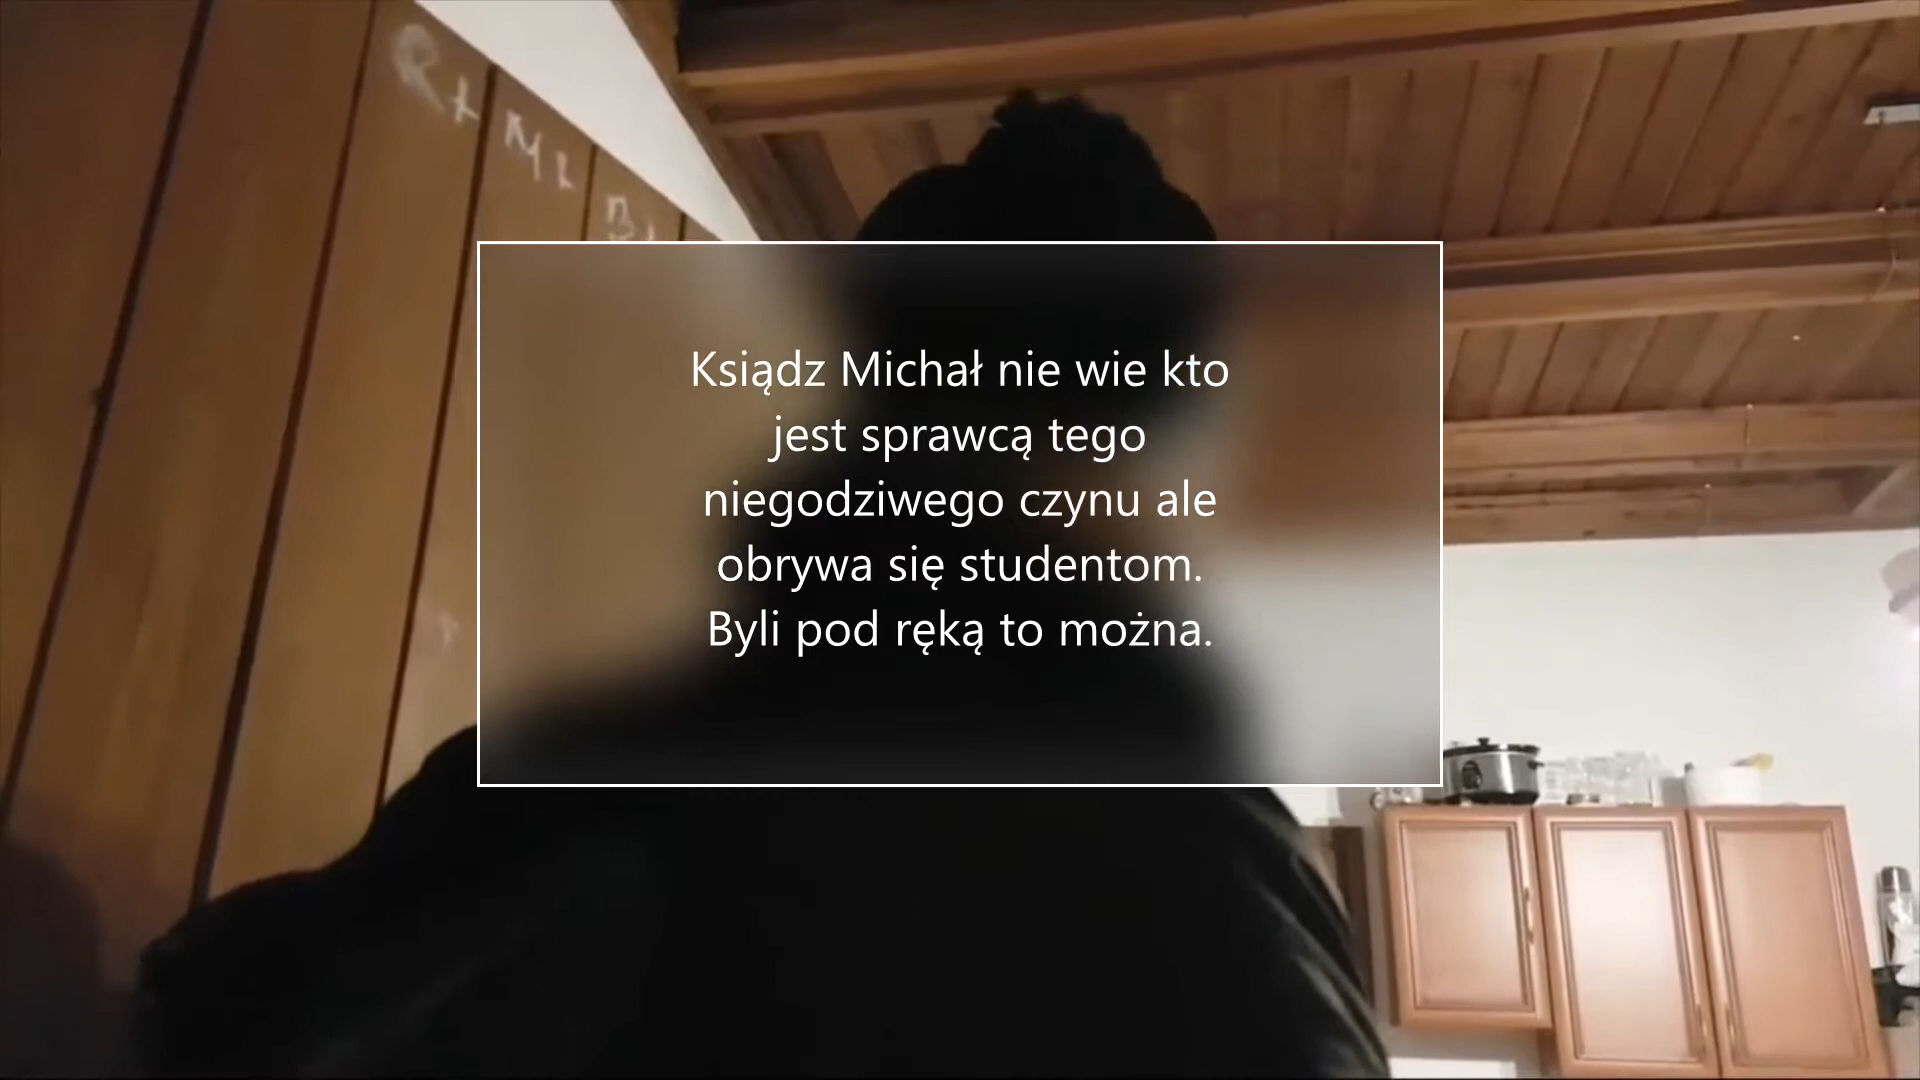 R+ M + B+
Ksiądz Michał nie wie kto
jest sprawcą tego
niegodziwego czynu ale
obrywa się studentom.
Byli pod ręką to można.